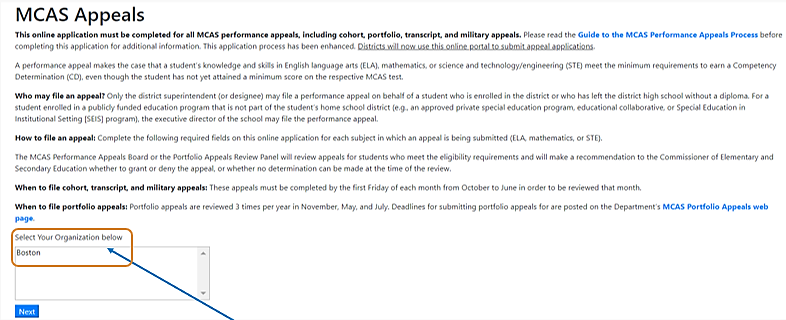 MCAS Appeals
This online application must be completed for all MCAS performance appeals, including cohort, portfolio, transcript, and military appeals. Please read the Guide to the MCAS Performance Appeals Process before
completing this application for additional information. This application process has been enhanced. Districts will now use this online portal to submit appeal applications.
A performance appeal makes the case that a student's knowledge and skills in English language arts (ELA), mathematics, or science and technology/engineering (STE) meet the minimum requirements to earn a Competency
Determination (CD), even though the student has not yet attained a minimum score on the respective MCAS test.
Who may file an appeal? Only the district superintendent (or designee) may file a performance appeal on behalf of a student who is enrolled in the district or who has left the district high school without a diploma. For a
student enrolled in a publicly funded education program that is not part of the student's home school district (e.g., an approved private special education program, educational collaborative, or Special Education in
Institutional Setting [SEIS] program), the executive director of the school may file the performance appeal.
How to file an appeal: Complete the following required fields on this online application for each subject in which an appeal is being submitted (ELA, mathematics, or STE).
The MCAS Performance Appeals Board or the Portfolio Appeals Review Panel will review appeals for students who meet the eligibility requirements and will make a recommendation to the Commissioner of Elementary and
Secondary Education whether to grant or deny the appeal, or whether no determination can be made at the time of the review.
When to file cohort, transcript, and military appeals: These appeals must be completed by the first Friday of each month from October to June in order to be reviewed that month.
When to file portfolio appeals: Portfolio appeals are reviewed 3 times per year in November, May, and July. Deadlines for submitting portfolio appeals for are posted on the Department's MCAS Portfolio Appeals web
page.
Select Your Organization below
Boston
Next